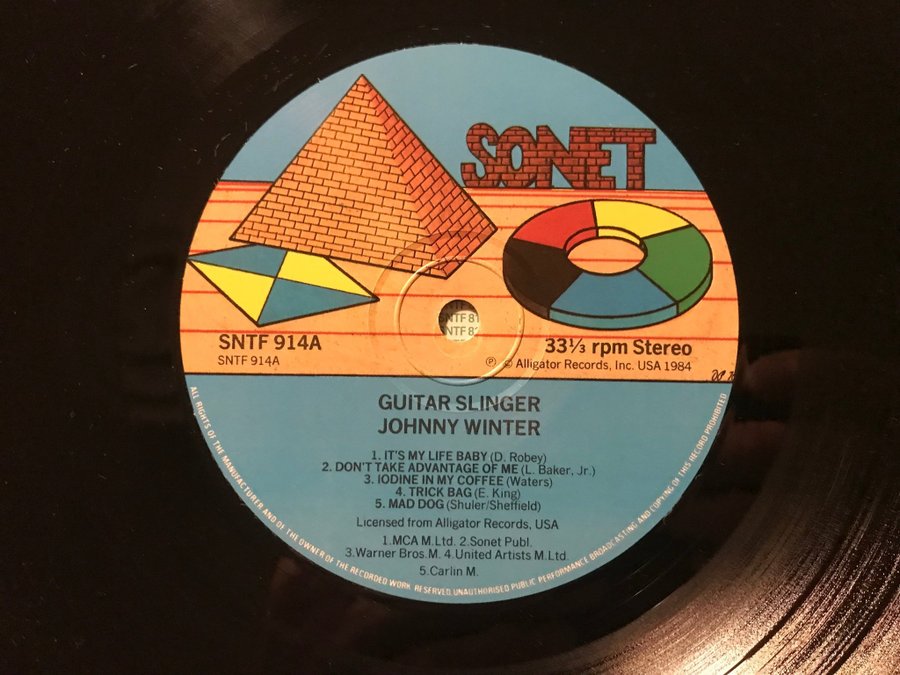 SONET
NTF 81
NTF 82
SNTF 914A
SNTF 914A
33⅓ rpm Stereo
℗ © Alligator Records, Inc. USA 1984
GUITAR SLINGER
JOHNNY WINTER
1. IT'S MY LIFE BABY (D. Robey)
2. DON'T TAKE ADVANTAGE OF ME (L. Baker, Jr.)
3. IODINE IN MY COFFEE (Waters)
4. TRICK BAG (E. King)
5. MAD DOG (Shuler/Sheffield)
Licensed from Alligator Records, USA
1.MCA M.Ltd. 2.Sonet Publ.
3.Warner Bros.M. 4.United Artists M.Ltd.
5.Carlin M.
ALL RIGHTS OF THE MANUFACTURER AND OF THE OWNER OF THE RECORDED WORK RESERVED. UNAUTHORISED PUBLIC PERFORMANCE BROADCASTING AND COPYING OF THIS RECORD PROHIBITED